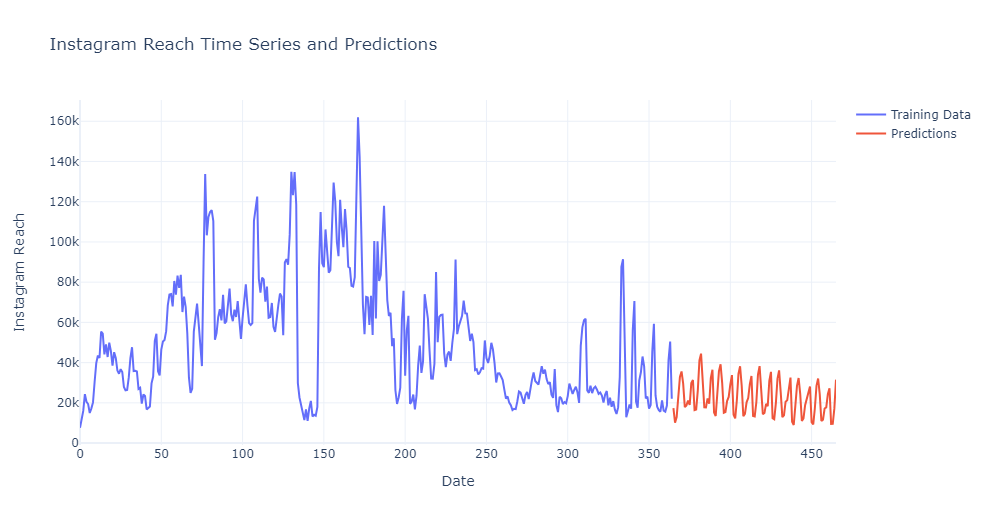 Instagram Reach Time Series and Predictions
Training Data
Predictions
160k
140k
120k
100k
80k
60k
40k
20k
0
Instagram Reach
0
50
100
150
200
250
300
350
400
450
Date